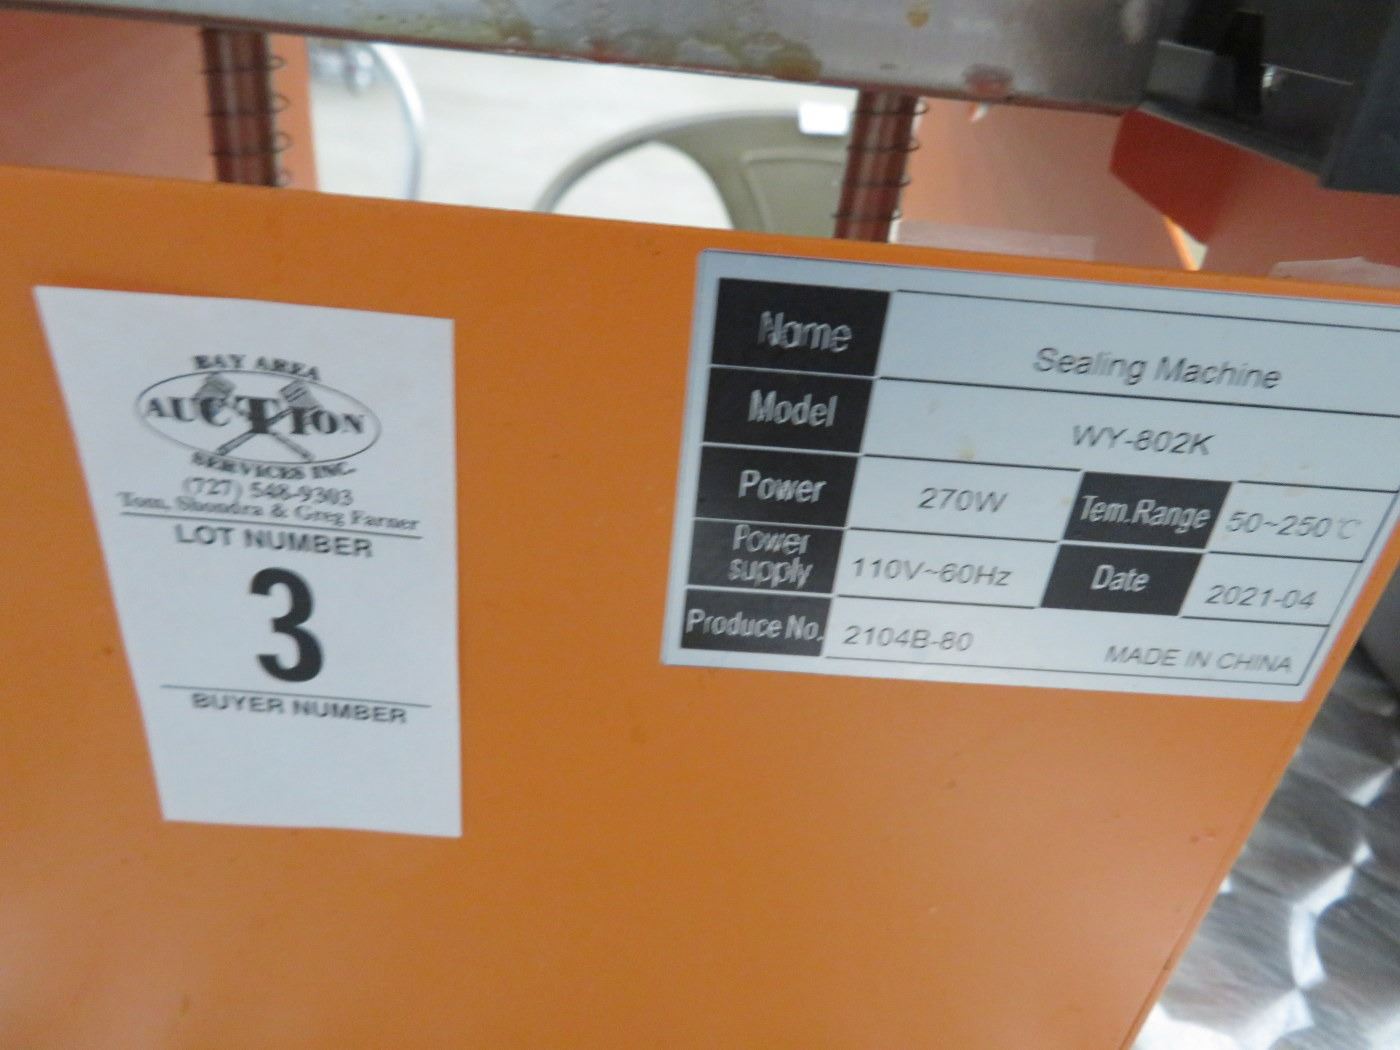 BAY AREA
AUCTION
SERVICES INC.
(727) 548-9303
Tom, Shondra & Greg Farner
LOT NUMBER
3
BUYER NUMBER
Name Sealing Machine
Model WY-802K
Power 270W Tem.Range 50~250℃
Power supply 110V~60Hz Date 2021-04
Produce No. 2104B-80 MADE IN CHINA